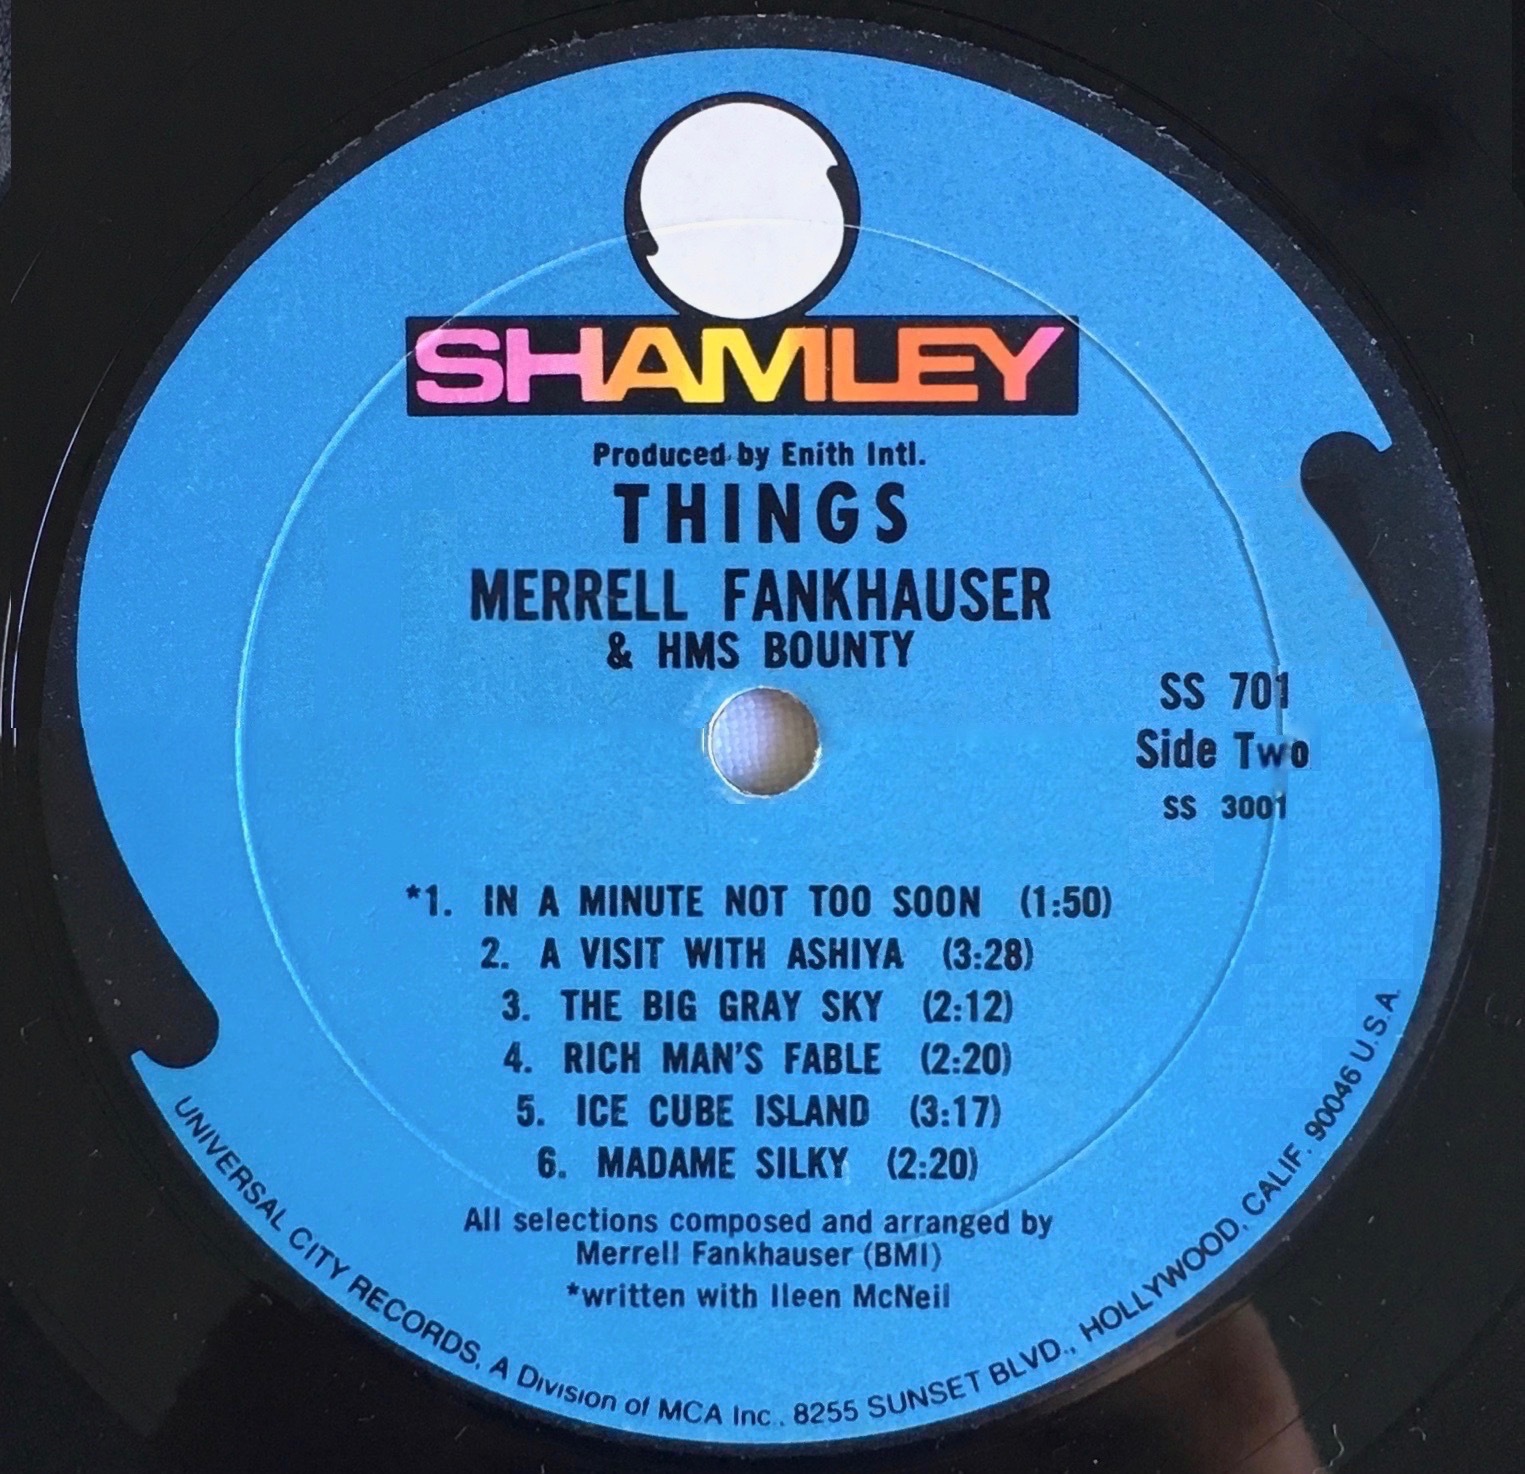 SHAMLEY
Produced by Enith Intl.
THINGS
MERRELL FANKHAUSER
& HMS BOUNTY
SS 701
Side Two
SS 3001
*1. IN A MINUTE NOT TOO SOON (1:50)
2. A VISIT WITH ASHIYA (3:28)
3. THE BIG GRAY SKY (2:12)
4. RICH MAN'S FABLE (2:20)
5. ICE CUBE ISLAND (3:17)
6. MADAME SILKY (2:20)
All selections composed and arranged by
Merrell Fankhauser (BMI)
*written with Ileen McNeil
UNIVERSAL CITY RECORDS, A Division of MCA Inc., 8255 SUNSET BLVD., HOLLYWOOD, CALIF. 90046 U.S.A.